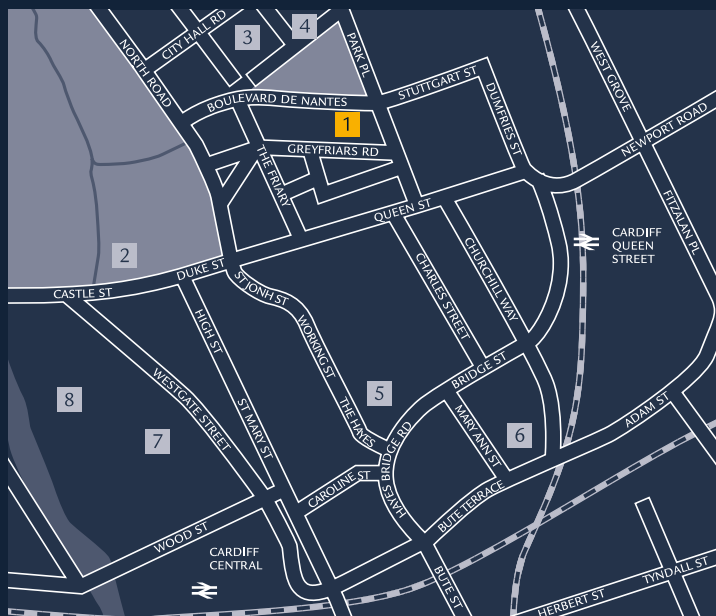 CITY HALL RD
3
4
NORTH ROAD
PARK PL
WEST GROVE
STUTTGART ST
BOULEVARD DE NANTES
1
DUMFRIES ST
NEWPORT ROAD
GREYFRIARS RD
THE FRIARY
FITZALAN PL
QUEEN ST
CARDIFF
QUEEN
STREET
2
DUKE ST
CASTLE ST
ST JONH ST
CHARLES STREET
CHURCHILL WAY
HIGH ST
WORKING ST
BRIDGE ST
WESTGATE STREET
8
7
5
6
ST MARY ST
THE HAYES
MARY ANN ST
ADAM ST
HAYES BRIDGE RD
CAROLINE ST
BUTE TERRACE
WOOD ST
CARDIFF
CENTRAL
BUTE ST
TYNDALL ST
HERBERT ST